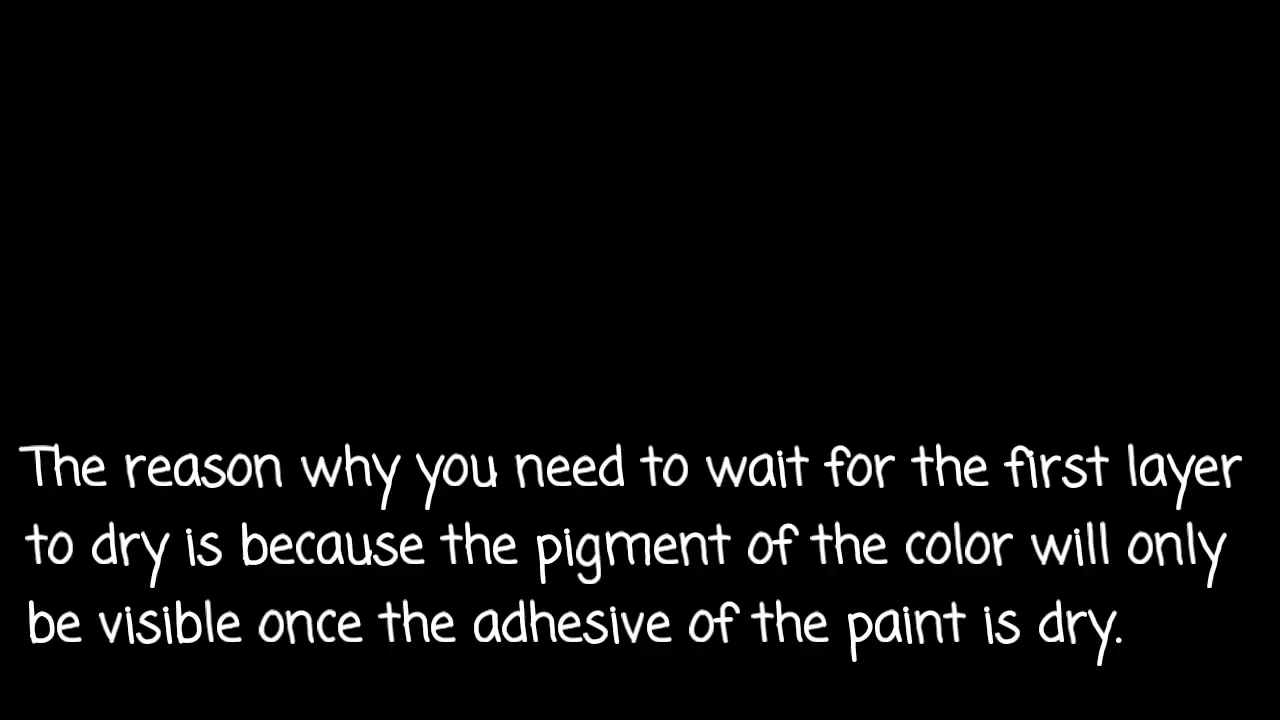 The reason why you need to wait for the first layer
to dry is because the pigment of the color will only
be visible once the adhesive of the paint is dry.